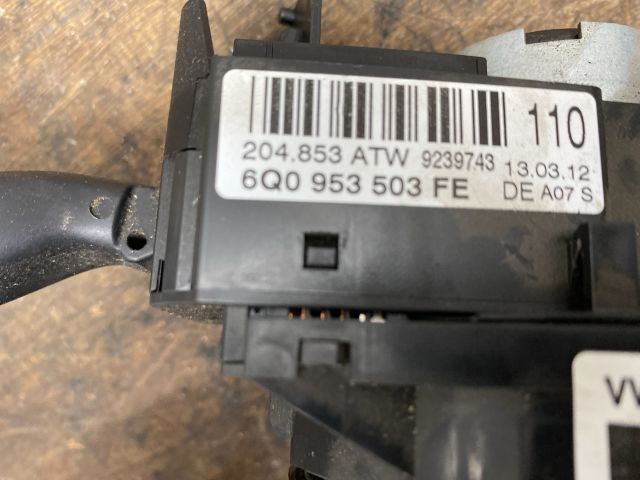 110
204.853 ATW 9239743 13.03.12
6Q0 953 503 FE DE A07 S